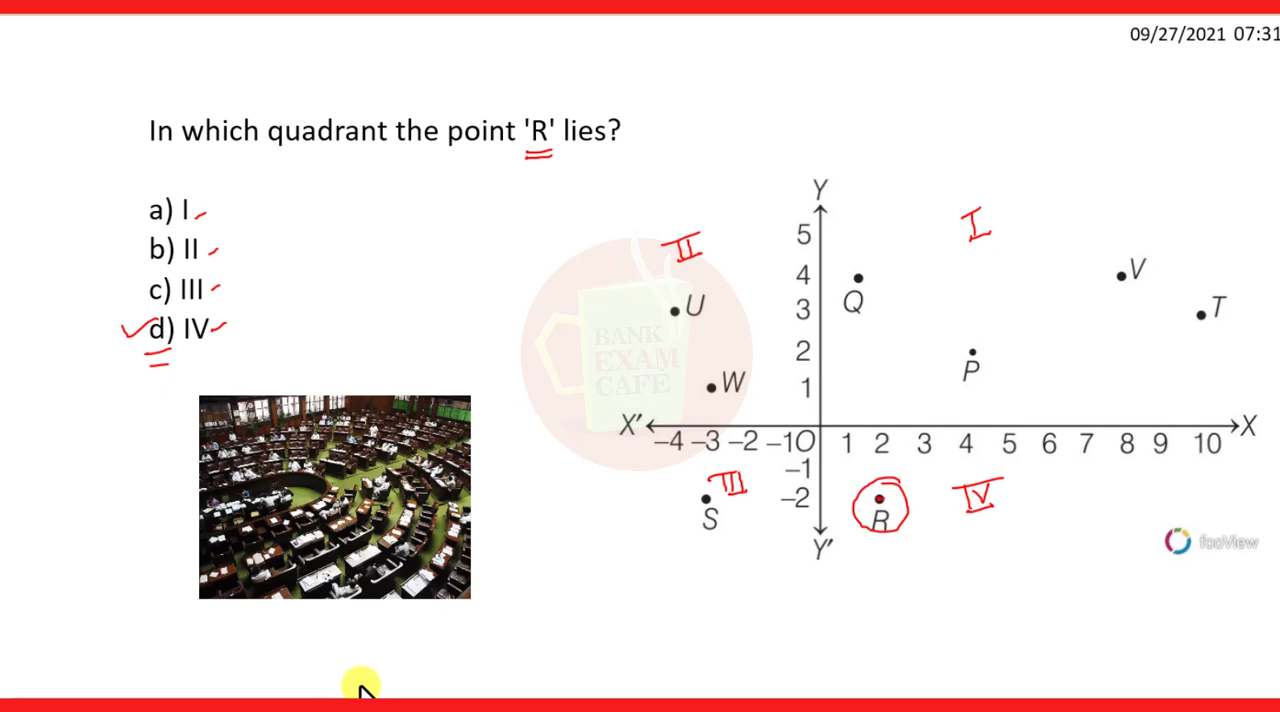 09/27/2021 07:31
In which quadrant the point 'R' lies?
a) I
b) II
c) III
d) IV
Y
I
II
5
4
V
Q
3
U
T
BANK
2
EXAM
P
CAFE
W
1
X' X
–4 –3 –2 –1 O 1 2 3 4 5 6 7 8 9 10
–1
III
IV
–2
S
R
Y'
fooView